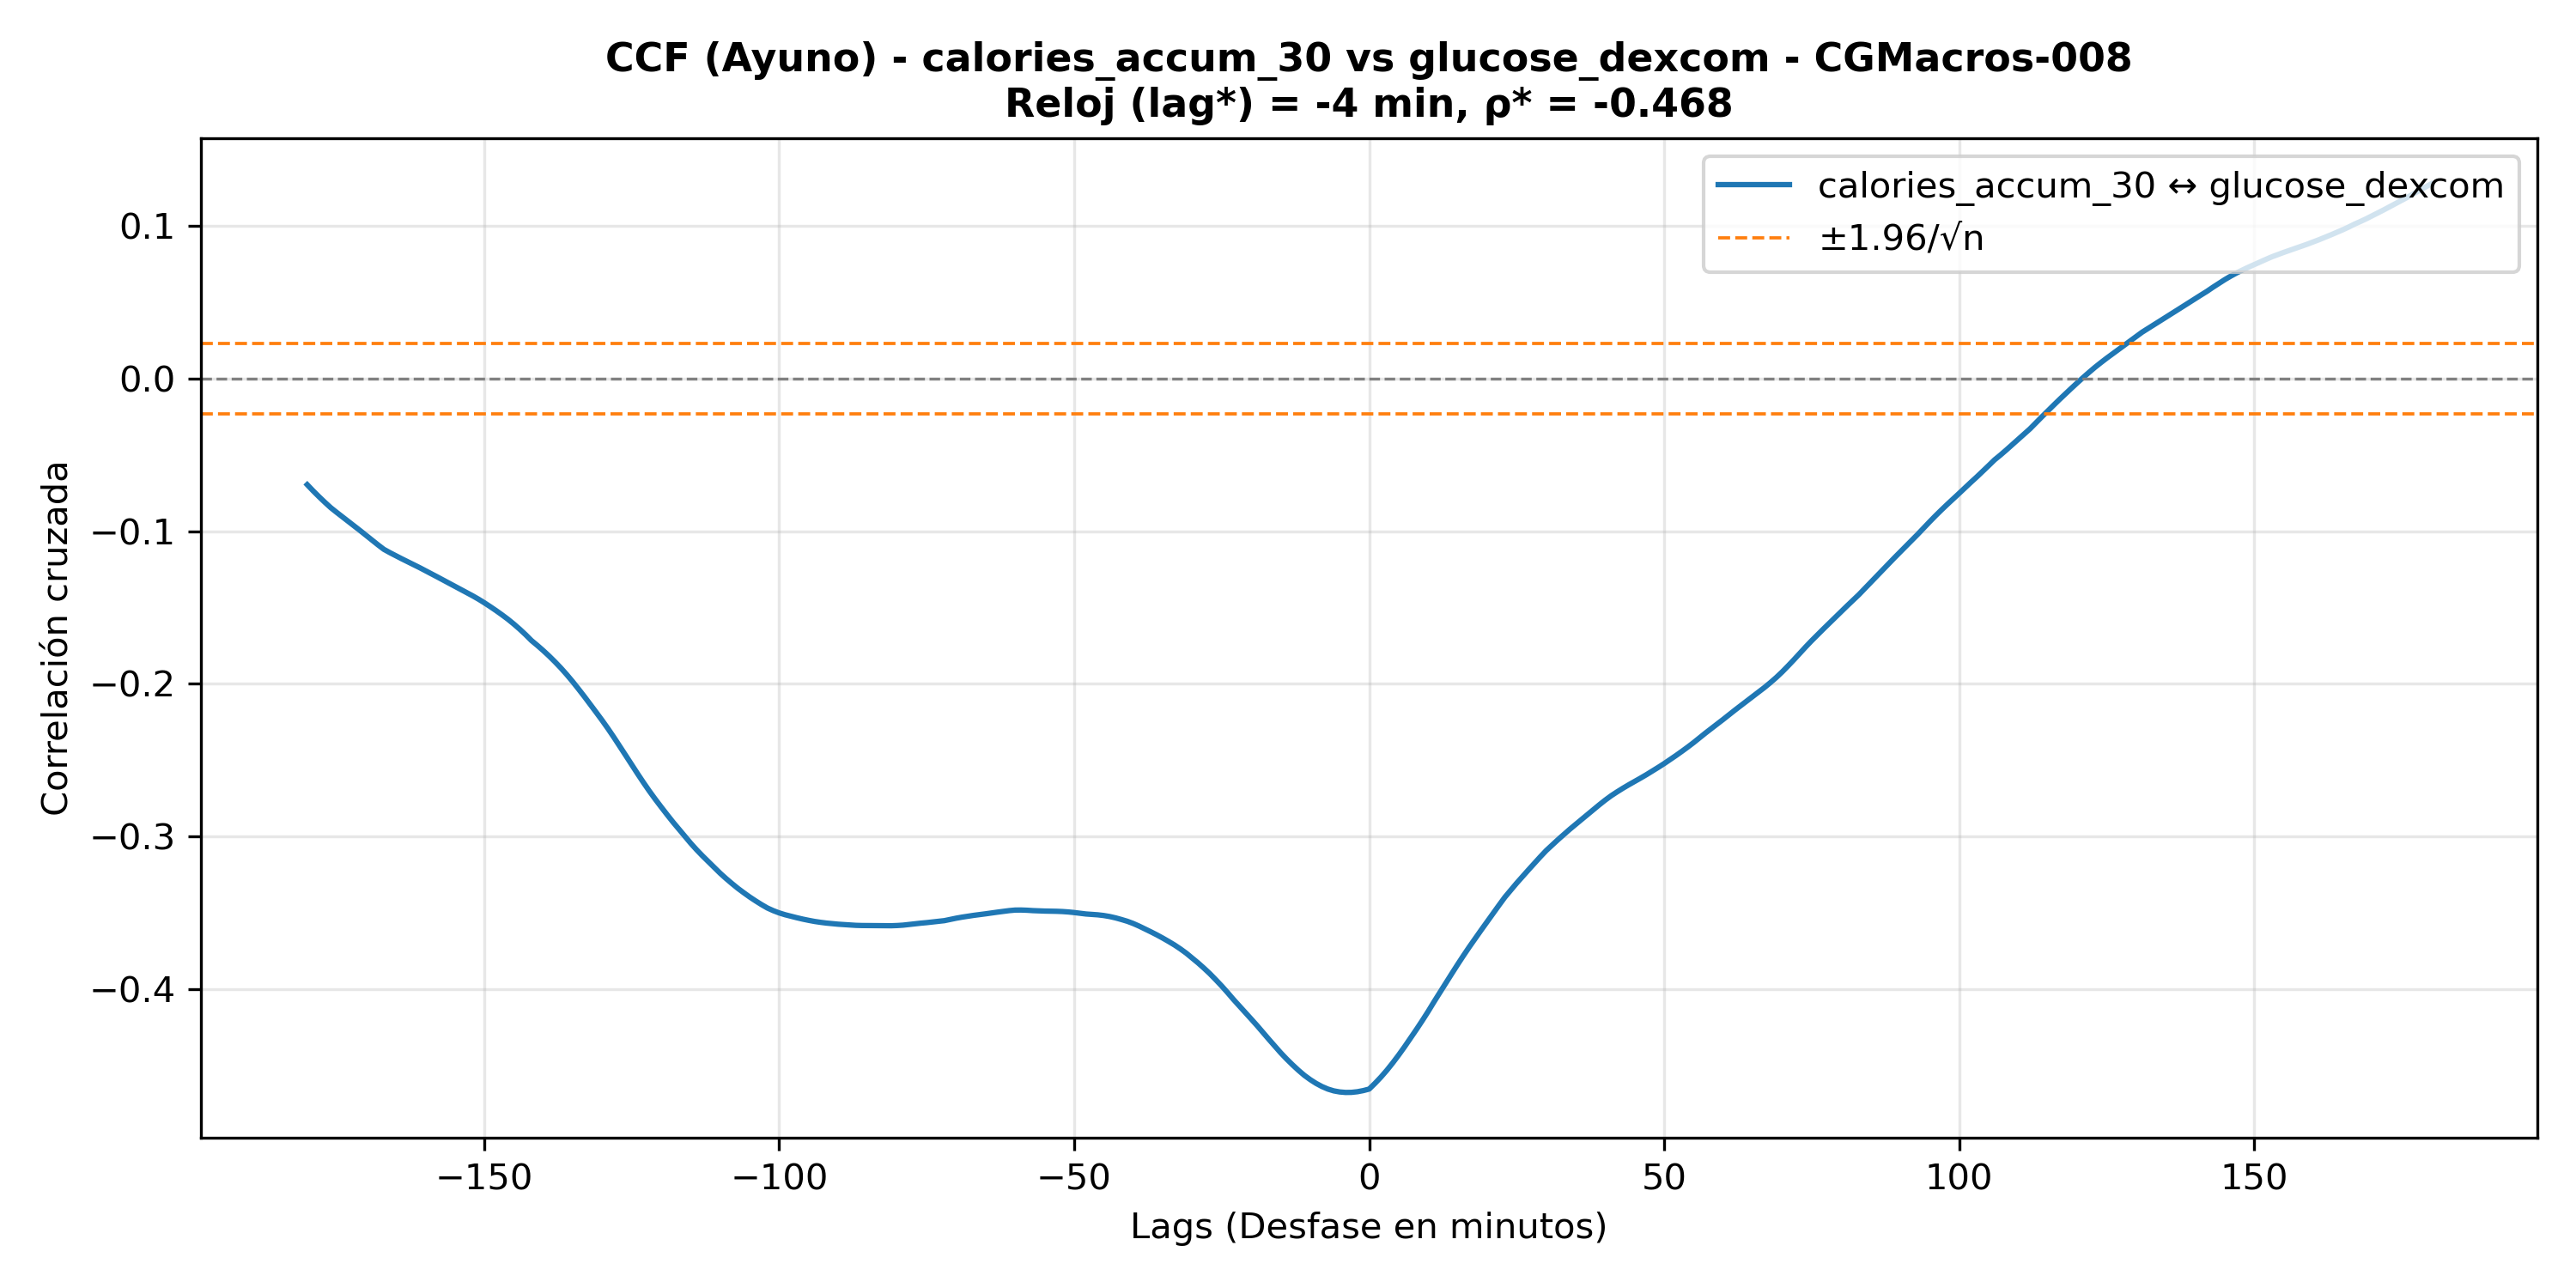 CCF (Ayuno) - calories_accum_30 vs glucose_dexcom - CGMacros-008
Reloj (lag*) = -4 min, ρ* = -0.468
calories_accum_30 ↔ glucose_dexcom
±1.96/√n
0.1
0.0
−0.1
−0.2
−0.3
−0.4
Correlación cruzada
−150
−100
−50
0
50
100
150
Lags (Desfase en minutos)